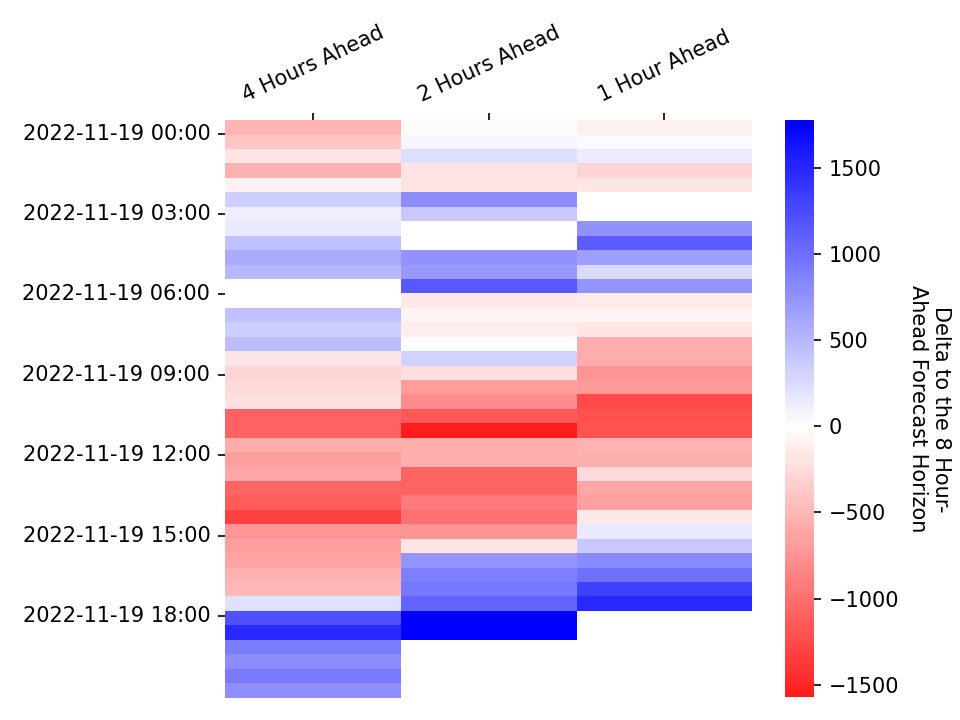 4 Hours Ahead
2 Hours Ahead
1 Hour Ahead
2022-11-19 00:00
2022-11-19 03:00
2022-11-19 06:00
2022-11-19 09:00
2022-11-19 12:00
2022-11-19 15:00
2022-11-19 18:00
1500
1000
500
0
−500
−1000
−1500
Delta to the 8 Hour-
Ahead Forecast Horizon